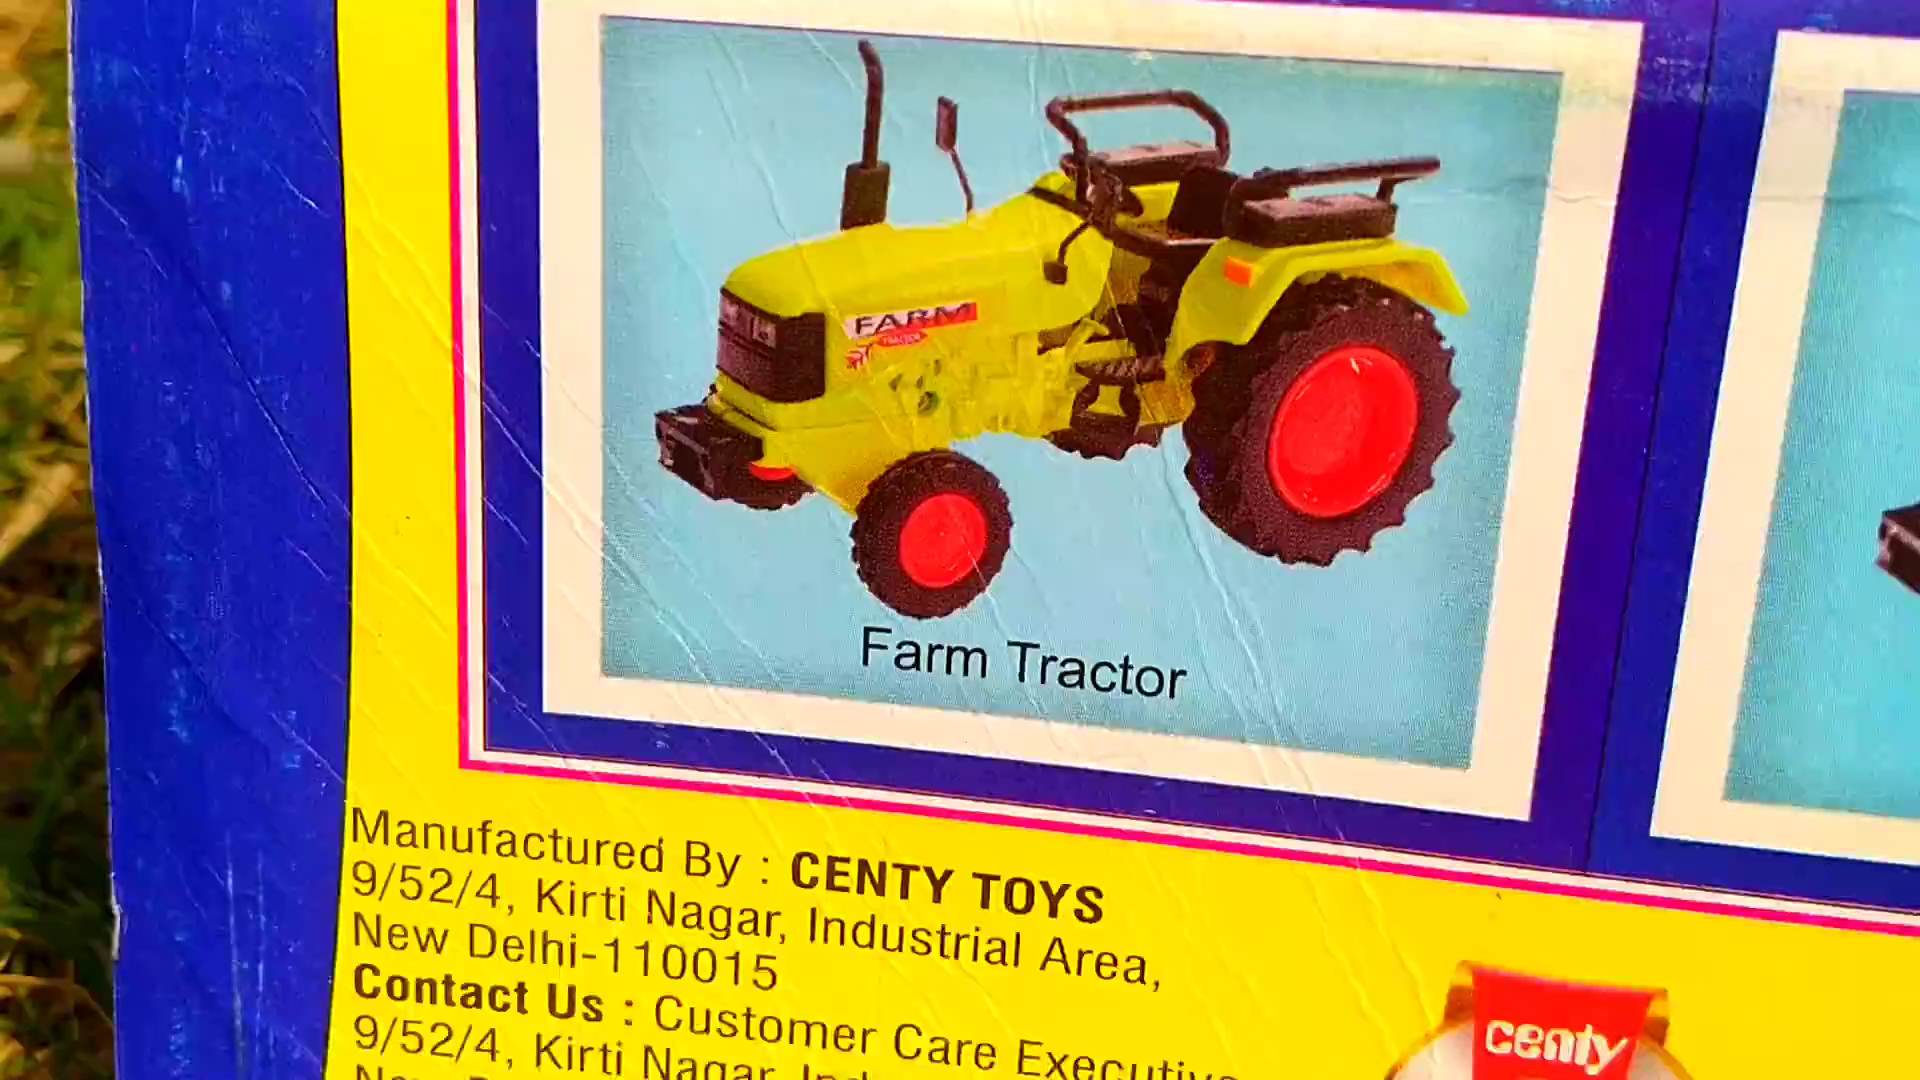 FARM
TRACTOR
Farm Tractor
Manufactured By : CENTY TOYS
9/52/4, Kirti Nagar, Industrial Area,
New Delhi-110015
Contact Us : Customer Care Executive
9/52/4, Kirti Nagar,
centy